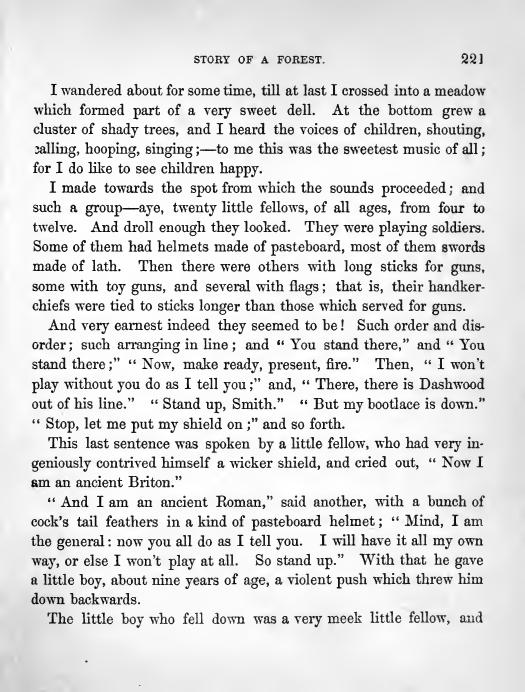 STORY OF A FOREST. 221
I wandered about for some time, till at last I crossed into a meadow
which formed part of a very sweet dell. At the bottom grew a
cluster of shady trees, and I heard the voices of children, shouting,
calling, hooping, singing;—to me this was the sweetest music of all;
for I do like to see children happy.
I made towards the spot from which the sounds proceeded; and
such a group—aye, twenty little fellows, of all ages, from four to
twelve. And droll enough they looked. They were playing soldiers.
Some of them had helmets made of pasteboard, most of them swords
made of lath. Then there were others with long sticks for guns,
some with toy guns, and several with flags; that is, their handker-
chiefs were tied to sticks longer than those which served for guns.
And very earnest indeed they seemed to be! Such order and dis-
order; such arranging in line; and “ You stand there,” and “ You
stand there;” “ Now, make ready, present, fire.” Then, “ I won’t
play without you do as I tell you;” and, “ There, there is Dashwood
out of his line.” “ Stand up, Smith.” “ But my bootlace is down.”
“ Stop, let me put my shield on;” and so forth.
This last sentence was spoken by a little fellow, who had very in-
geniously contrived himself a wicker shield, and cried out, “ Now I
am an ancient Briton.”
“ And I am an ancient Roman,” said another, with a bunch of
cock’s tail feathers in a kind of pasteboard helmet; “ Mind, I am
the general: now you all do as I tell you. I will have it all my own
way, or else I won’t play at all. So stand up.” With that he gave
a little boy, about nine years of age, a violent push which threw him
down backwards.
The little boy who fell down was a very meek little fellow, and